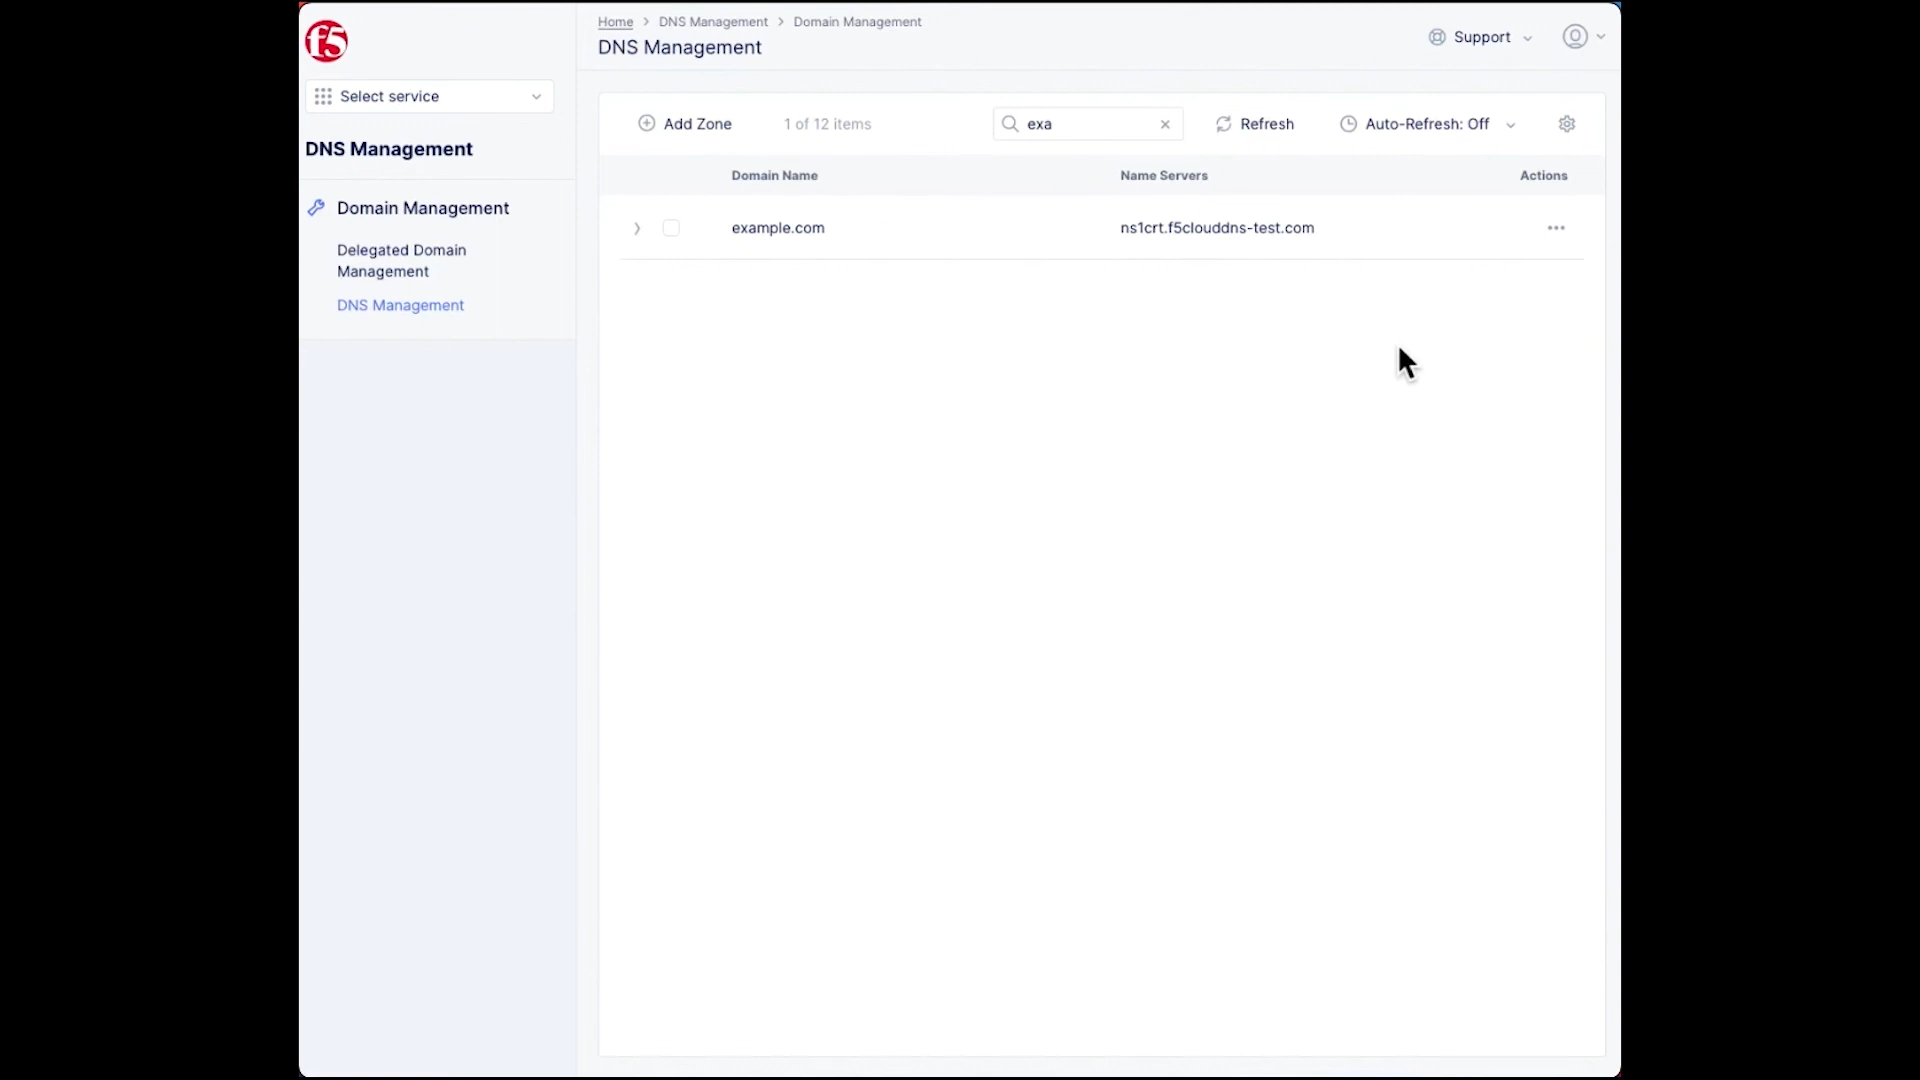 f5
Select service
DNS Management
Domain Management
Delegated Domain
Management
DNS Management
Home > DNS Management > Domain Management
DNS Management
Support
Add Zone
1 of 12 items
exa
Refresh
Auto-Refresh: Off
Domain Name
Name Servers
Actions
example.com
ns1crt.f5clouddns-test.com